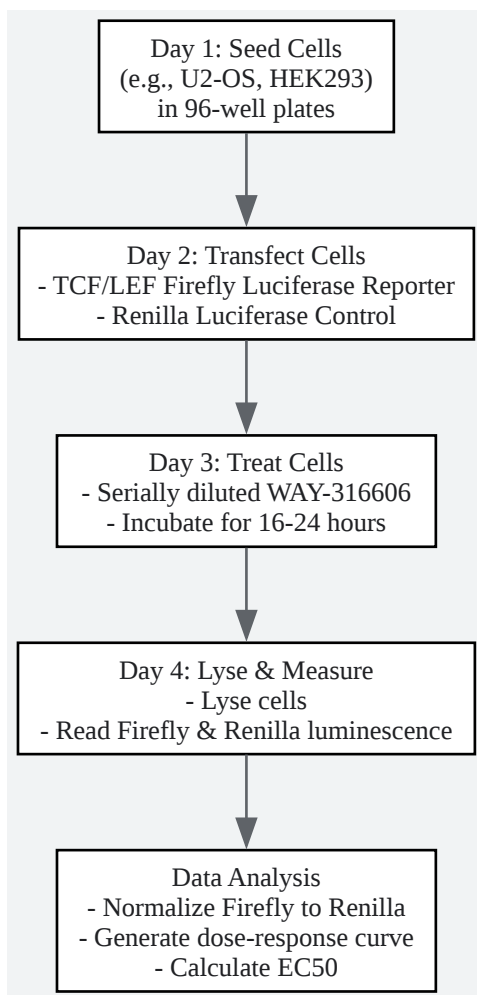 Day 1: Seed Cells
(e.g., U2-OS, HEK293)
in 96-well plates
Day 2: Transfect Cells
- TCF/LEF Firefly Luciferase Reporter
- Renilla Luciferase Control
Day 3: Treat Cells
- Serially diluted WAY-316606
- Incubate for 16-24 hours
Day 4: Lyse & Measure
- Lyse cells
- Read Firefly & Renilla luminescence
Data Analysis
- Normalize Firefly to Renilla
- Generate dose-response curve
- Calculate EC50